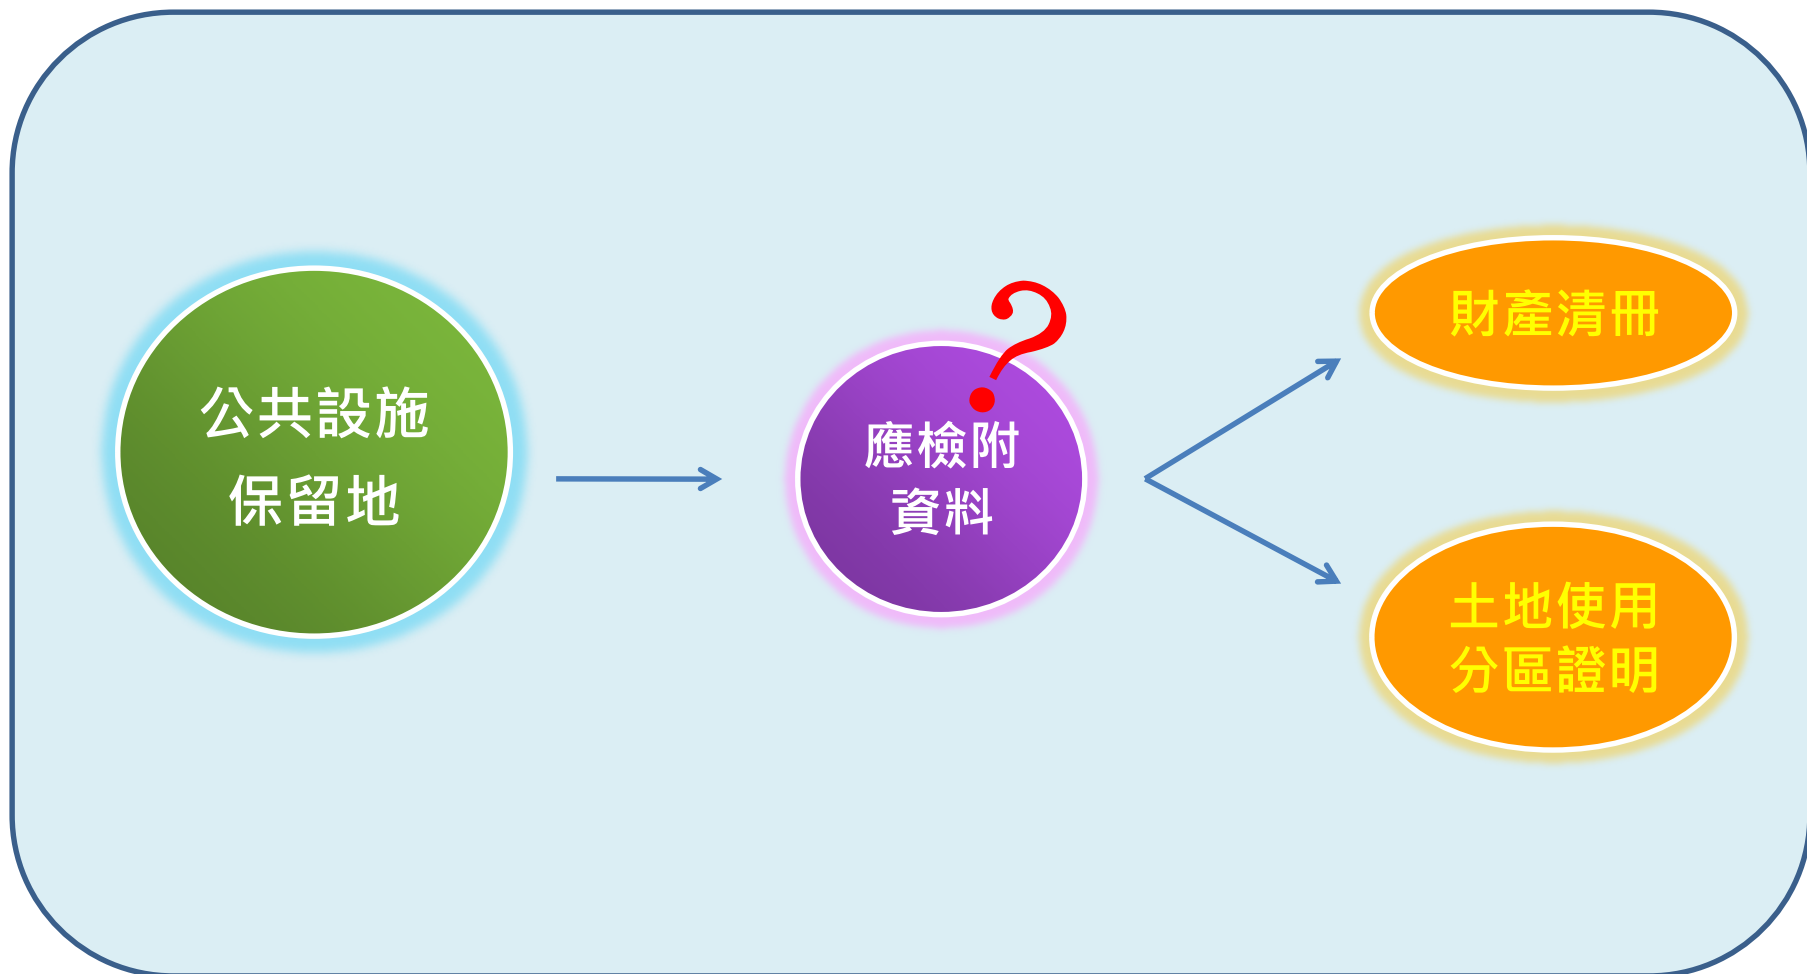 公共設施
保留地
?
應檢附
資料
財產清冊
土地使用
分區證明